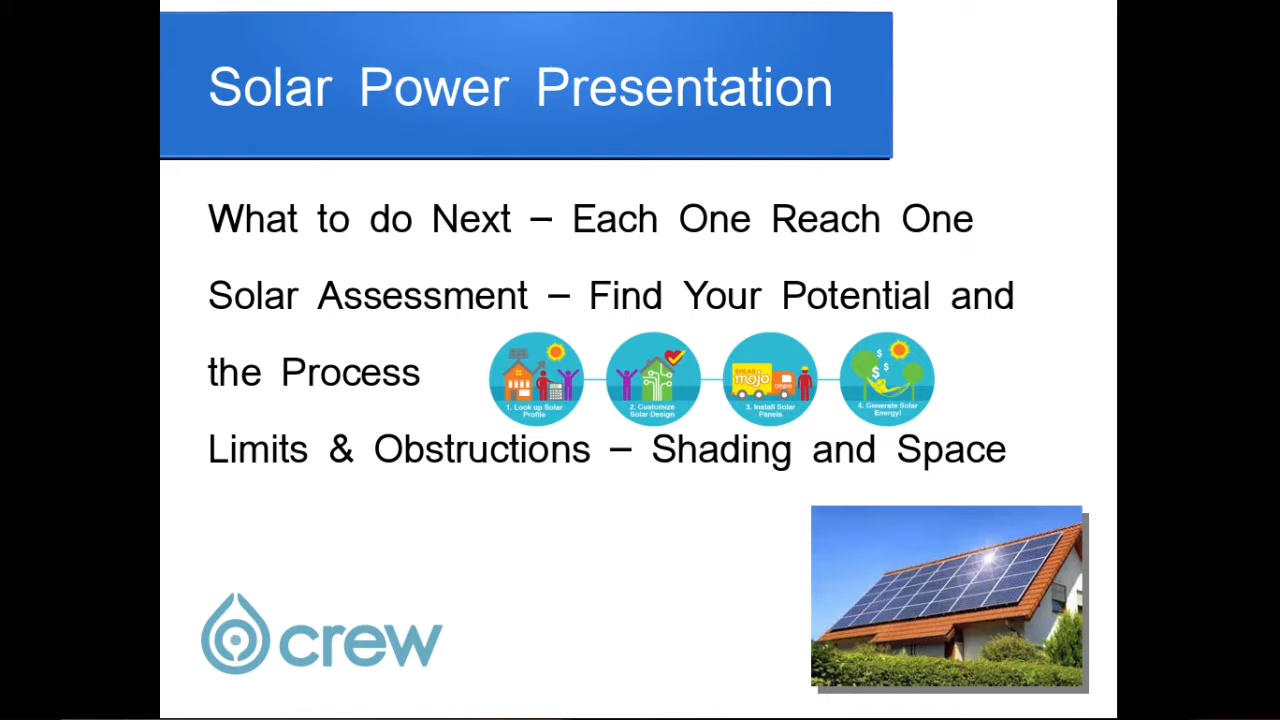 Solar Power Presentation
What to do Next – Each One Reach One
Solar Assessment – Find Your Potential and
the Process
1. Look up Solar
Profile
2. Customize
Solar Design
SOLAR
mojo
3. Install Solar
Panels
$
$
$
4. Generate Solar
Energy!
Limits & Obstructions – Shading and Space
crew